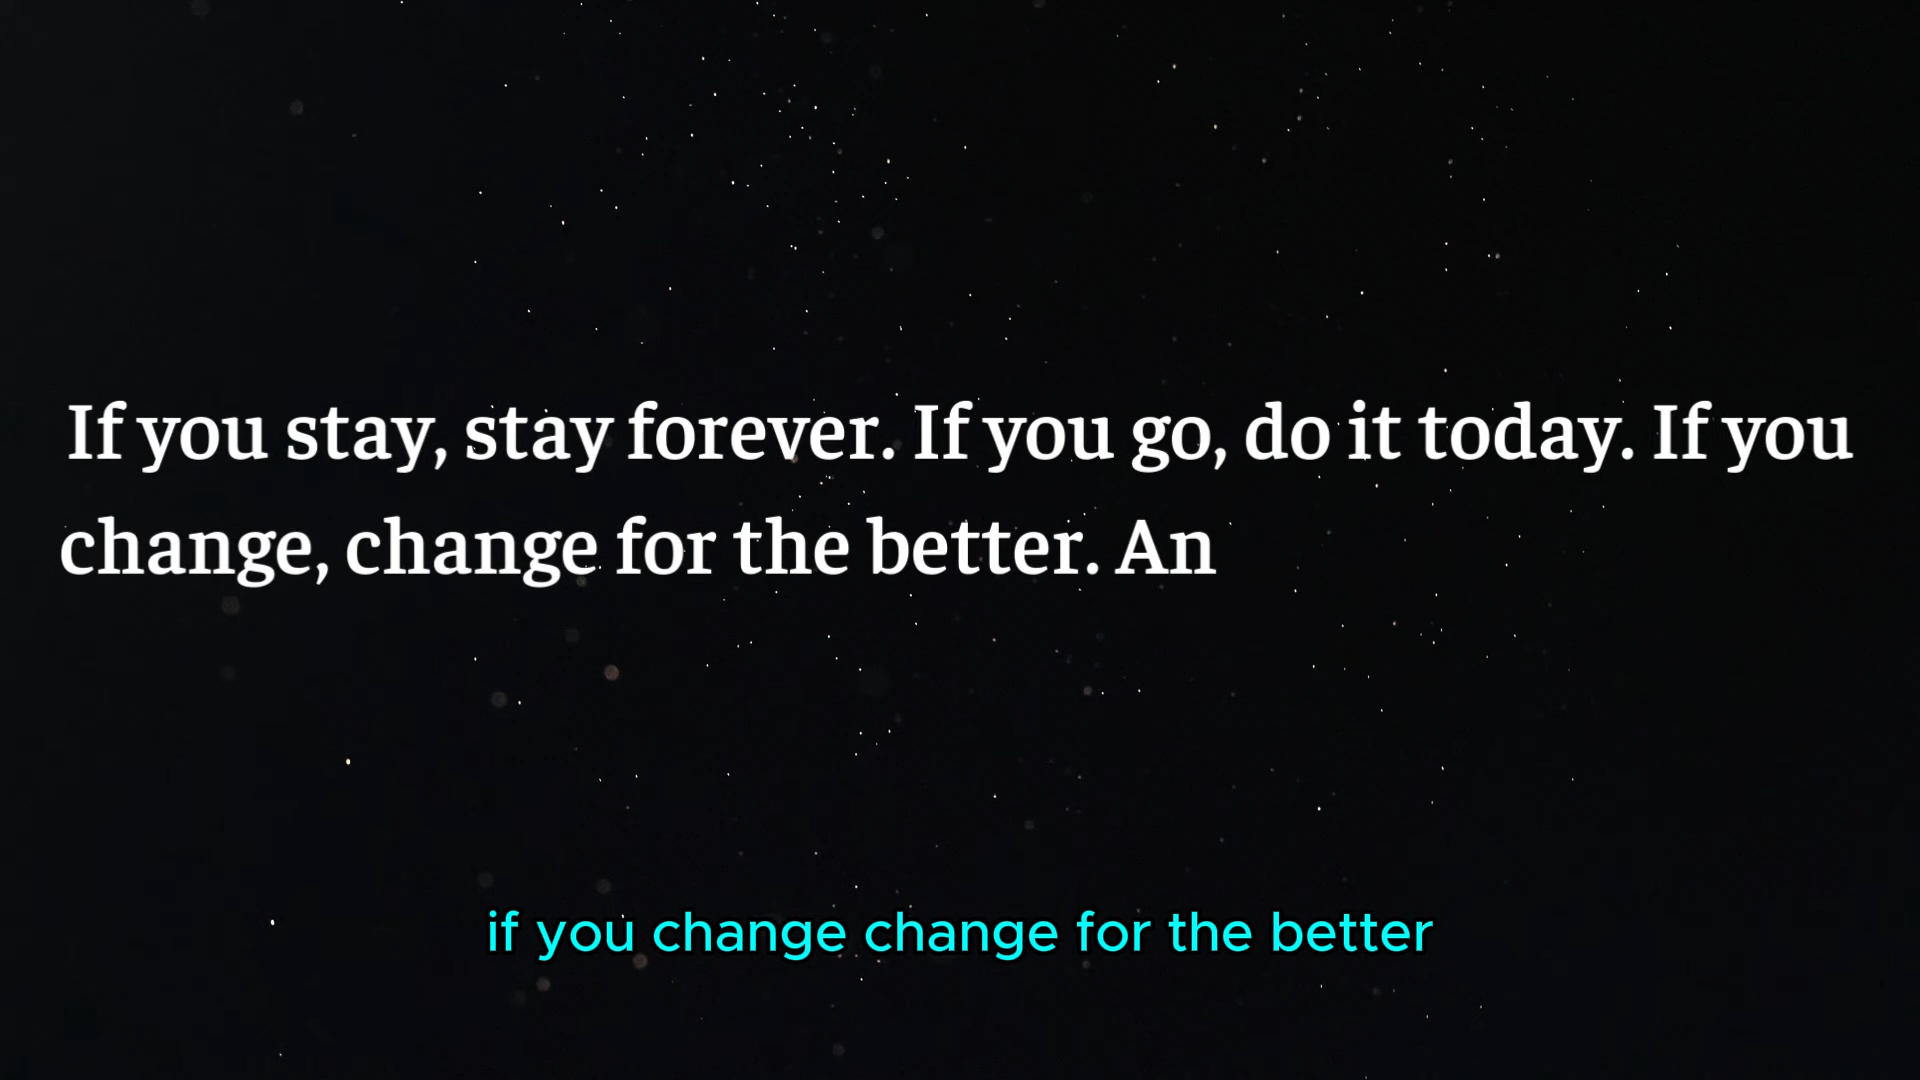 If you stay, stay forever. If you go, do it today. If you
change, change for the better. An
if you change change for the better